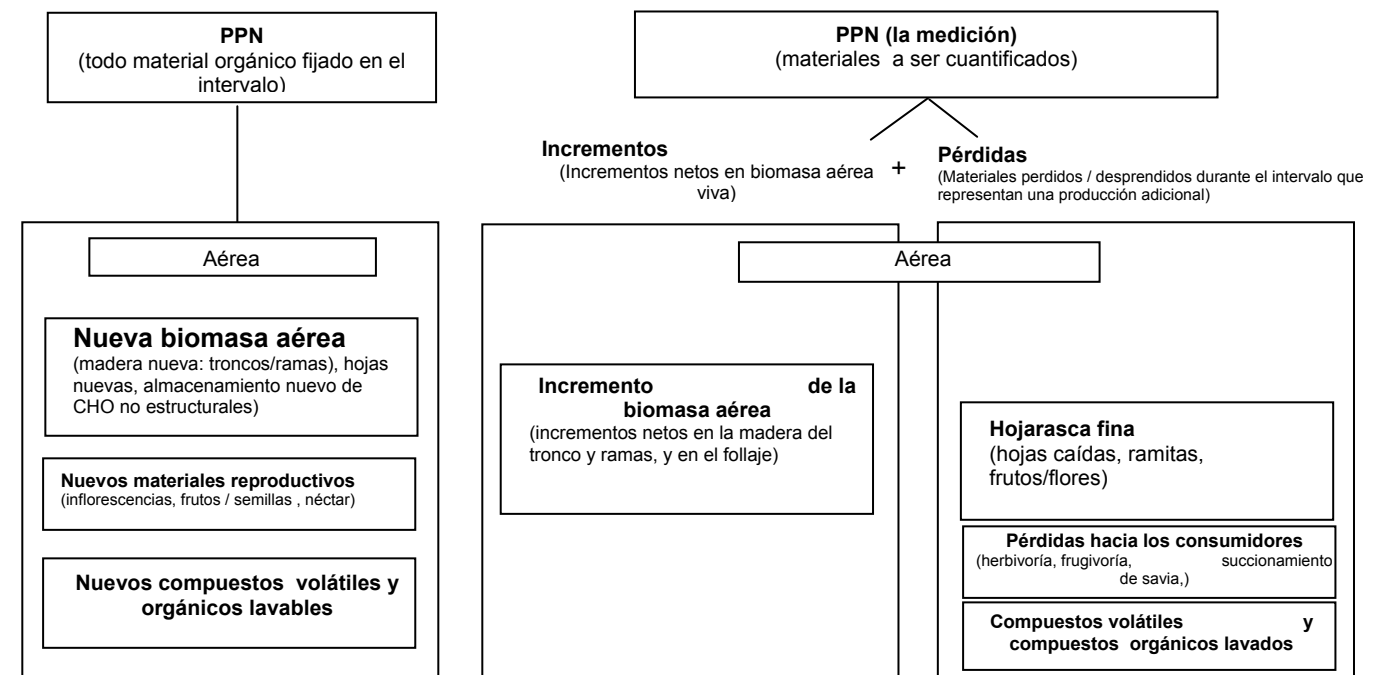 PPN
(todo material orgánico fijado en el
intervalo)
PPN (la medición)
(materiales a ser cuantificados)
Incrementos
(Incrementos netos en biomasa aérea
viva)
+
Pérdidas
(Materiales perdidos / desprendidos durante el intervalo que
representan una producción adicional)
Aérea
Nueva biomasa aérea
(madera nueva: troncos/ramas), hojas
nuevas, almacenamiento nuevo de
CHO no estructurales)
Nuevos materiales reproductivos
(inflorescencias, frutos / semillas , néctar)
Nuevos compuestos volátiles y
orgánicos lavables
Aérea
Incremento de la
biomasa aérea
(incrementos netos en la madera del
tronco y ramas, y en el follaje)
Hojarasca fina
(hojas caídas, ramitas,
frutos/flores)
Pérdidas hacia los consumidores
(herbivoría, frugivoría, succionamiento
de savia,)
Compuestos volátiles y
compuestos orgánicos lavados